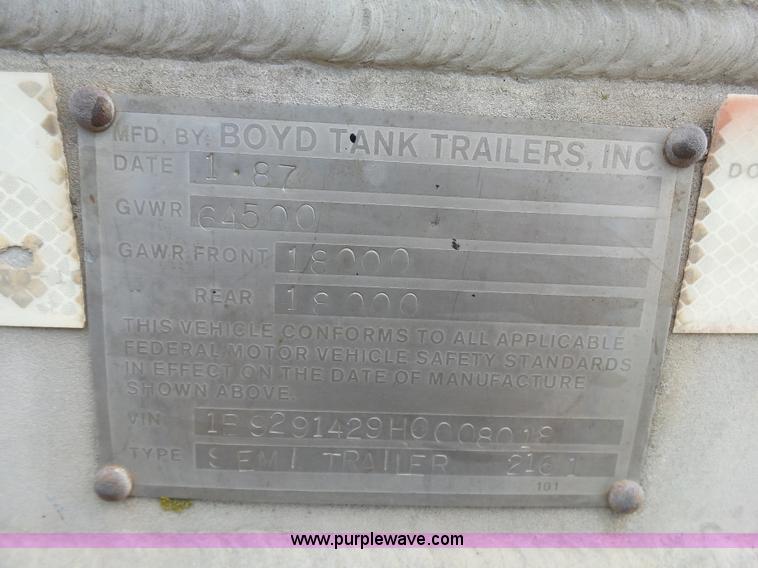 MFD. BY: BOYD TANK TRAILERS, INC.
DATE 1-87
GVWR 64500
GAWR FRONT 18000
" REAR 18000
THIS VEHICLE CONFORMS TO ALL APPLICABLE
FEDERAL MOTOR VEHICLE SAFETY STANDARDS
IN EFFECT ON THE DATE OF MANUFACTURE
SHOWN ABOVE.
VIN
TYPE SEMI TRAILER
101
DO
www.purplewave.com